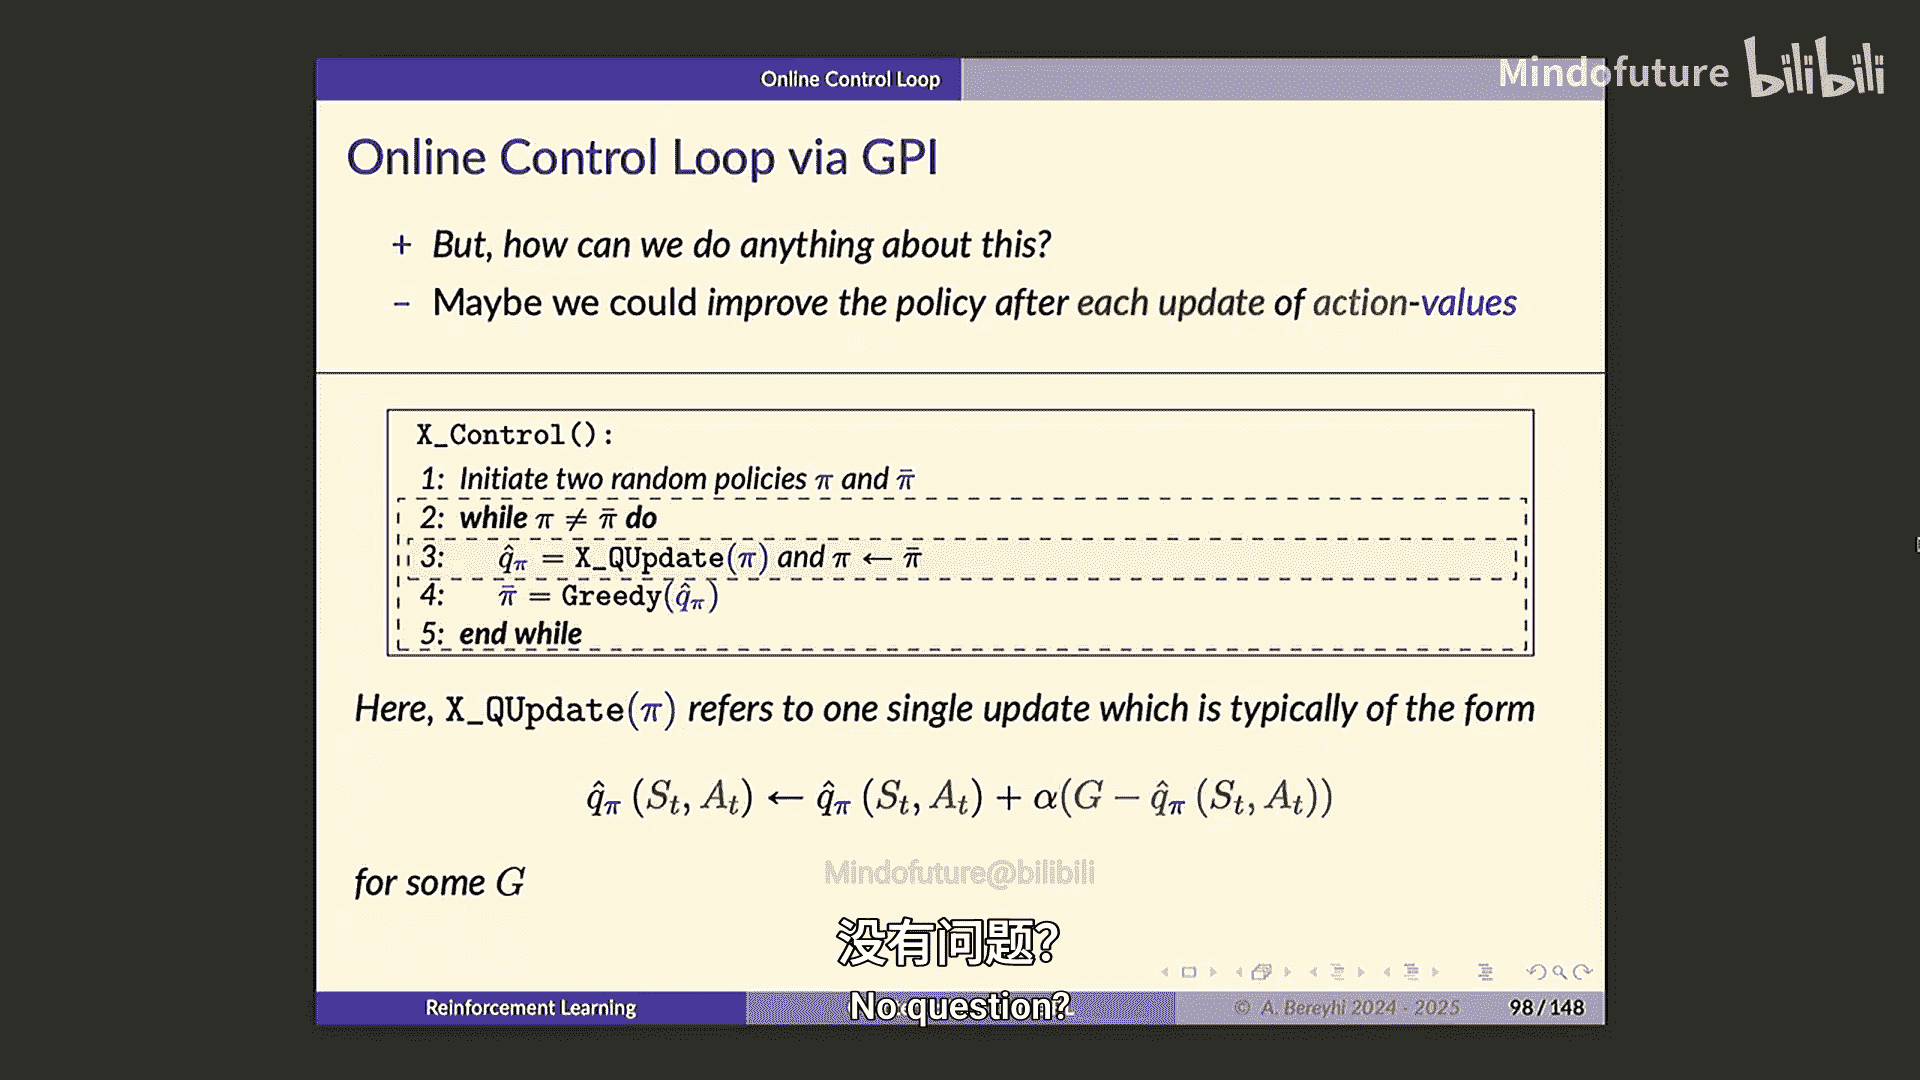 Online Control Loop
Mindofuture bilibili
Online Control Loop via GPI
+ But, how can we do anything about this?
– Maybe we could improve the policy after each update of action-values
X_Control():
1: Initiate two random policies π and π̄
2: while π ≠ π̄ do
3: q̂π = X_QUpdate(π) and π ← π̄
4: π̄ = Greedy(q̂π)
5: end while
Here, X_QUpdate(π) refers to one single update which is typically of the form
q̂π (St, At) ← q̂π (St, At) + α(G − q̂π (St, At))
for some G
Mindofuture@bilibili
没有问题？
No question?
Reinforcement Learning
© A. Bereyhi 2024 - 2025
98 / 148